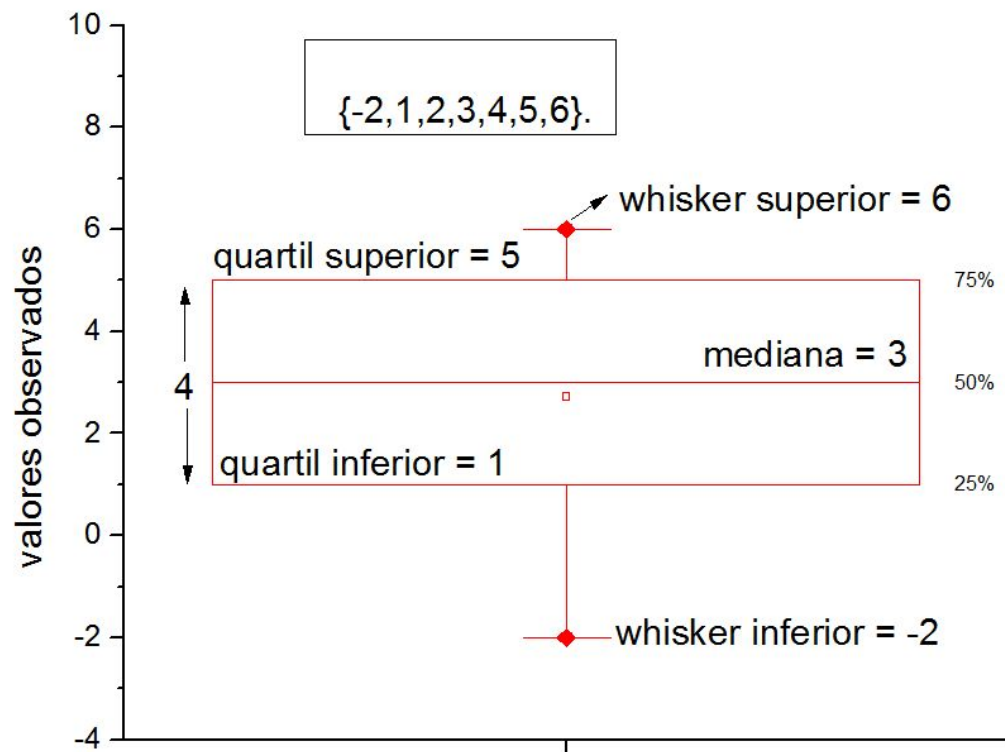 10
{-2,1,2,3,4,5,6}.
8
whisker superior = 6
6
quartil superior = 5
75%
valores observados
4
mediana = 3
4
50%
2
quartil inferior = 1
25%
0
-2
whisker inferior = -2
-4